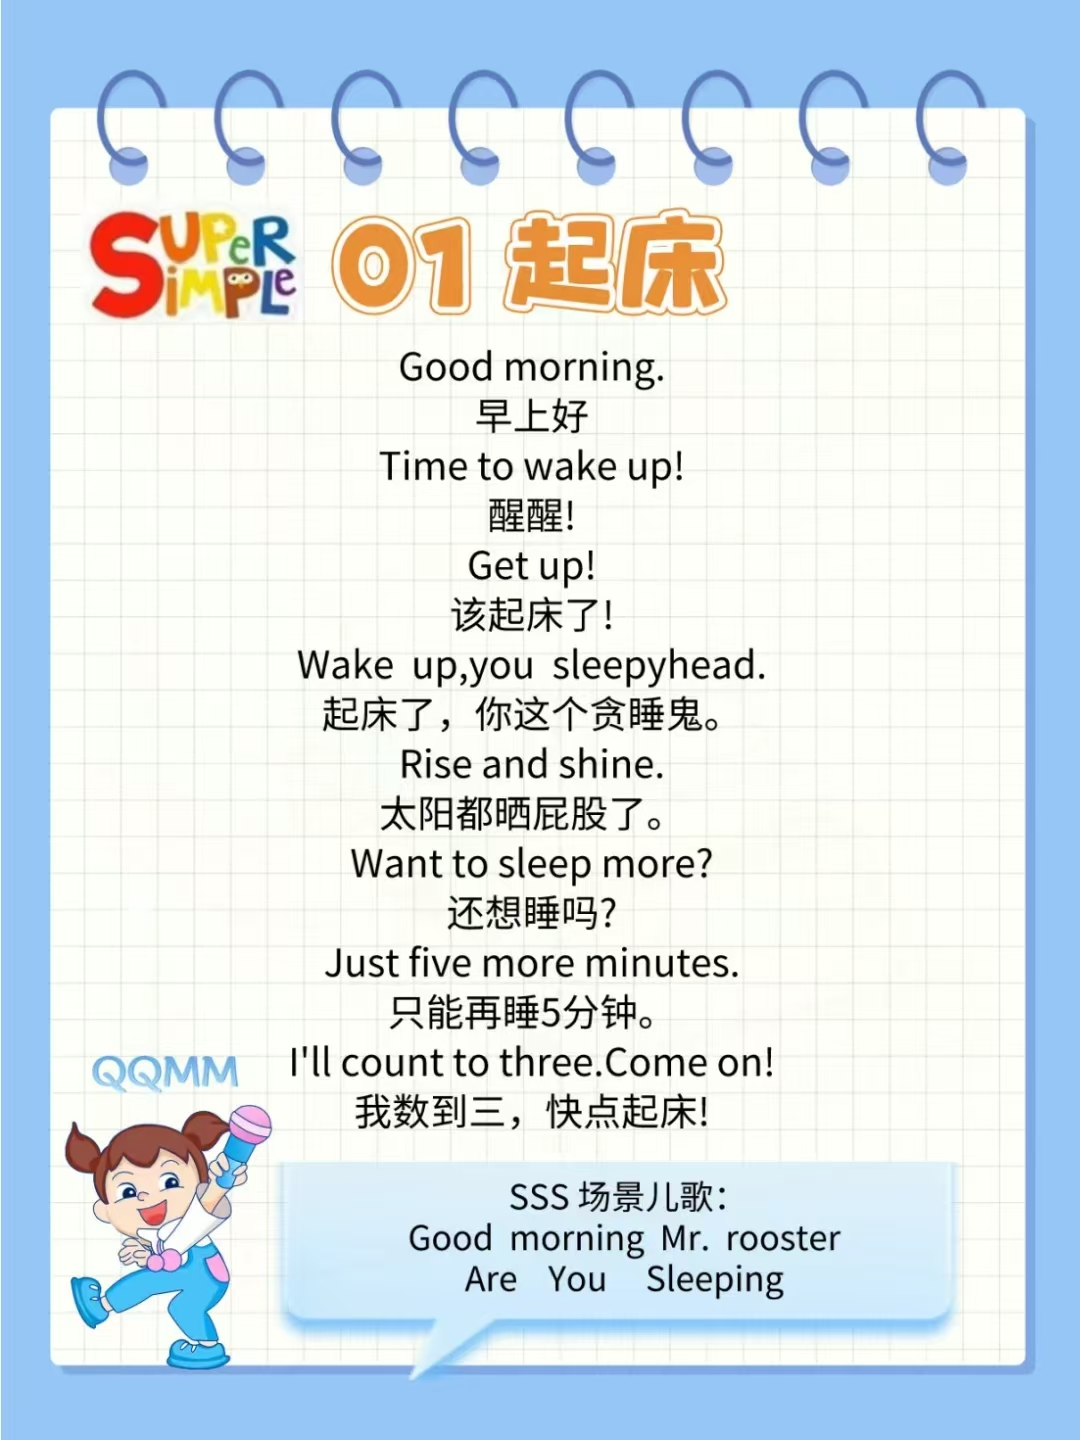 SUPER
SiMPLe
01 起床
Good morning.
早上好
Time to wake up!
醒醒!
Get up!
该起床了!
Wake up,you sleepyhead.
起床了，你这个贪睡鬼。
Rise and shine.
太阳都晒屁股了。
Want to sleep more?
还想睡吗?
Just five more minutes.
只能再睡5分钟。
I'll count to three.Come on!
我数到三，快点起床!
QQMM
SSS 场景儿歌：
Good morning Mr. rooster
Are You Sleeping